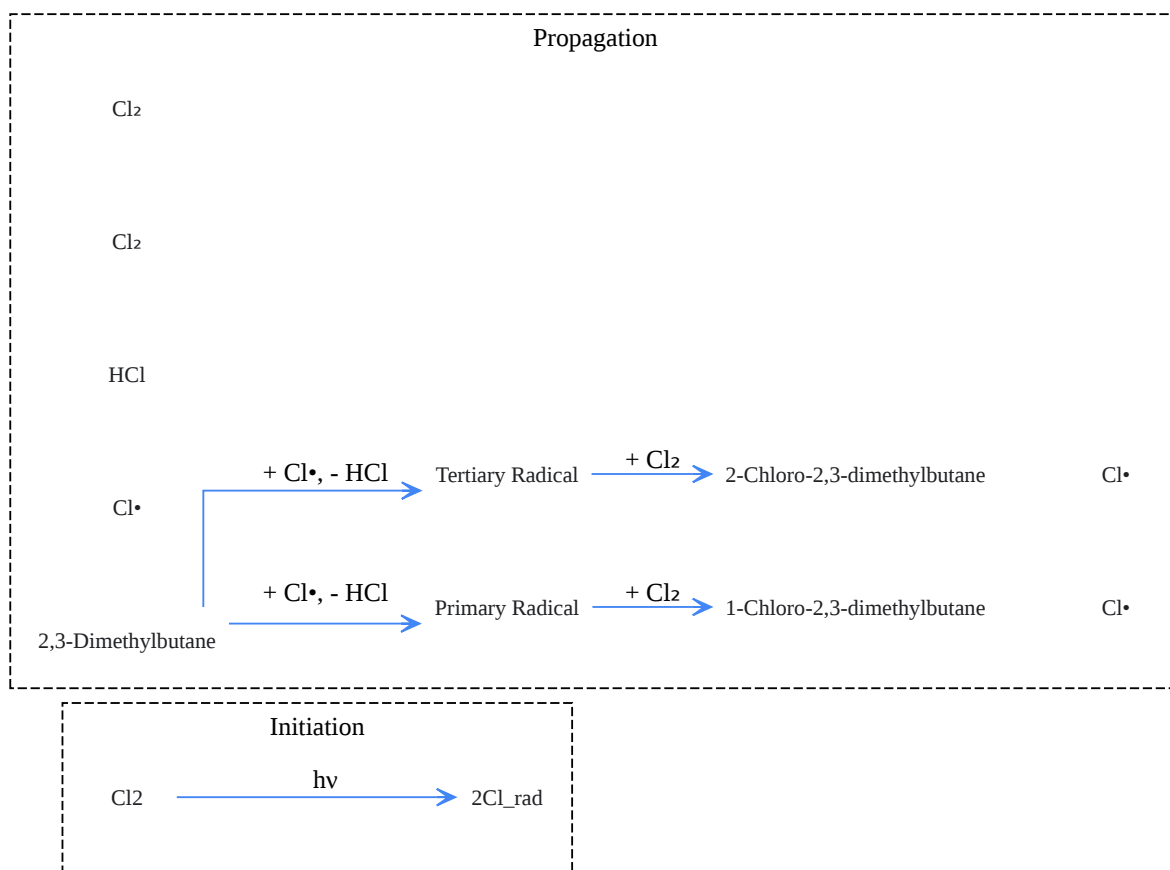 Propagation
Cl₂
Cl₂
HCl
+ Cl•, - HCl
Tertiary Radical
+ Cl₂
2-Chloro-2,3-dimethylbutane
Cl•
Cl•
+ Cl•, - HCl
Primary Radical
+ Cl₂
1-Chloro-2,3-dimethylbutane
Cl•
2,3-Dimethylbutane
Initiation
hν
Cl2
2Cl_rad